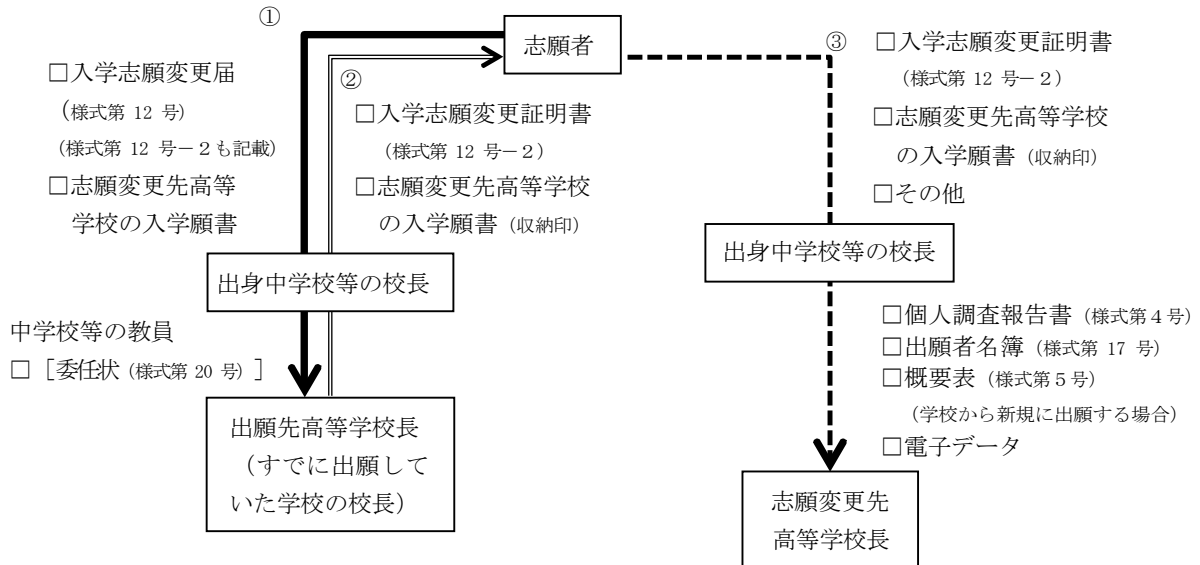 ①
志願者
□入学志願変更届
(様式第 12 号)
(様式第 12 号－2も記載)
□志願変更先高等
学校の入学願書
②
□入学志願変更証明書
(様式第 12 号－2)
□志願変更先高等学校
の入学願書 (収納印)
③
□入学志願変更証明書
(様式第 12 号－2)
□志願変更先高等学校
の入学願書 (収納印)
□その他
出身中学校等の校長
出身中学校等の校長
中学校等の教員
□［委任状 (様式第 20 号) ］
出願先高等学校長
（すでに出願して
いた学校の校長）
□個人調査報告書 (様式第4号)
□出願者名簿 (様式第 17 号)
□概要表 (様式第5号)
(学校から新規に出願する場合)
□電子データ
志願変更先
高等学校長